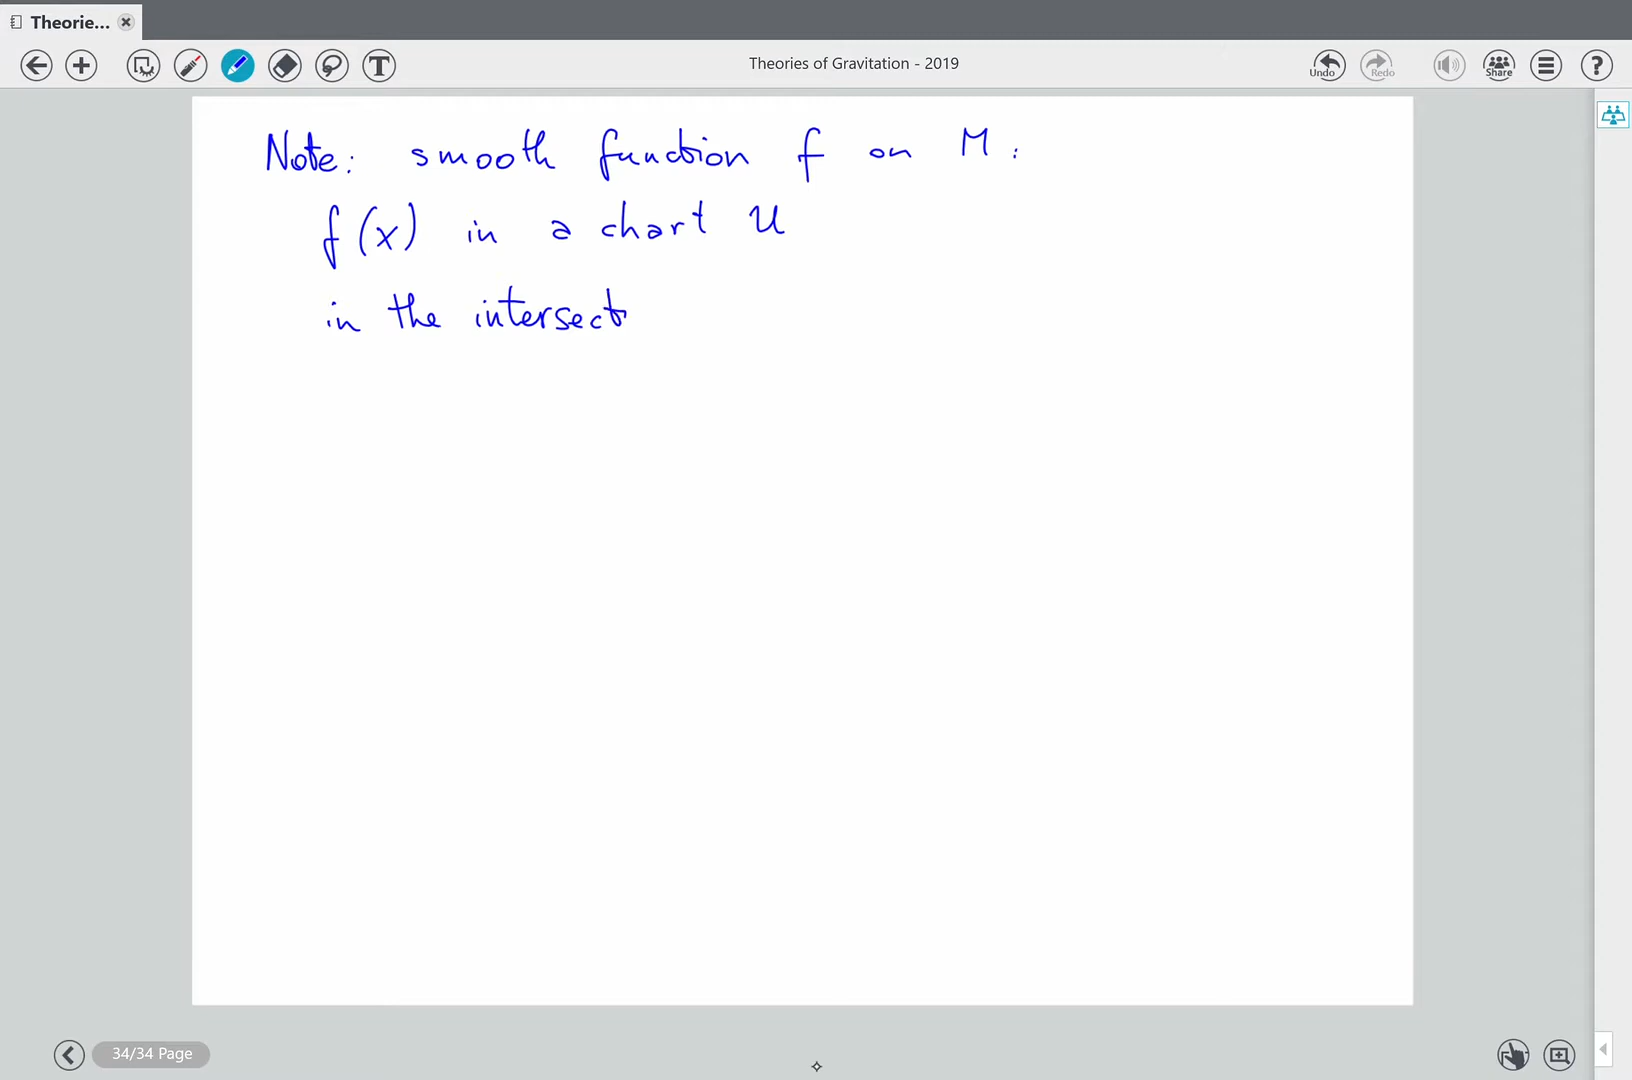 Theorie...
Theories of Gravitation - 2019
Undo
Redo
Share
?
T
Note: smooth function f on M:
f(x) in a chart U
in the intersect
34/34 Page